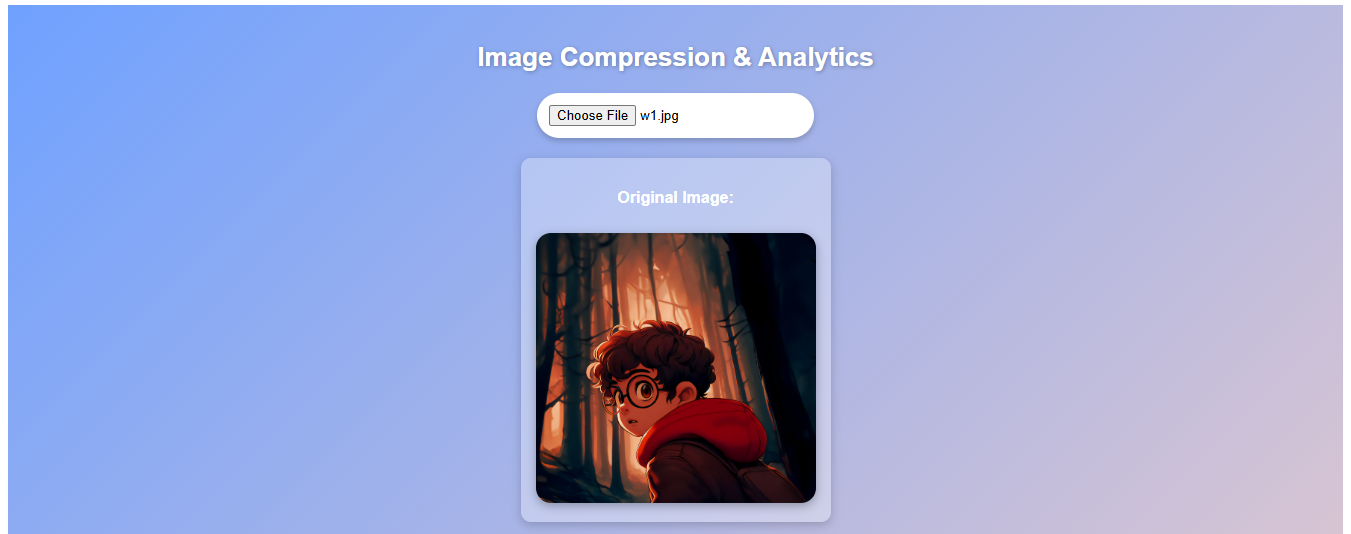 Image Compression & Analytics
Choose File w1.jpg
Original Image: